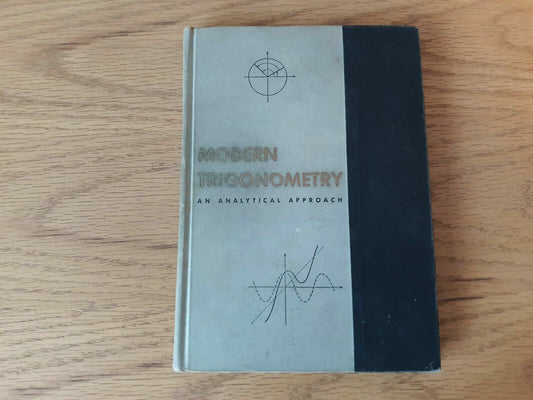 MODERN
TRIGONOMETRY
AN ANALYTICAL APPROACH